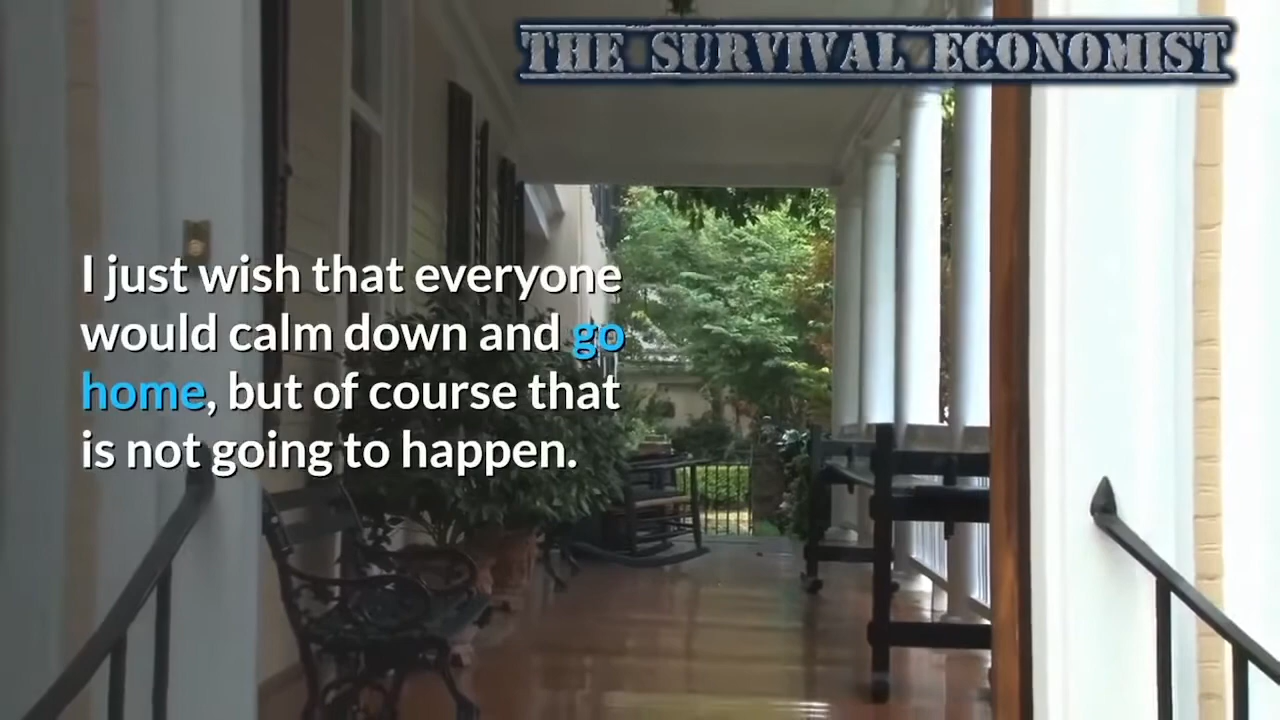 THE SURVIVAL ECONOMIST
I just wish that everyone
would calm down and go
home, but of course that
is not going to happen.